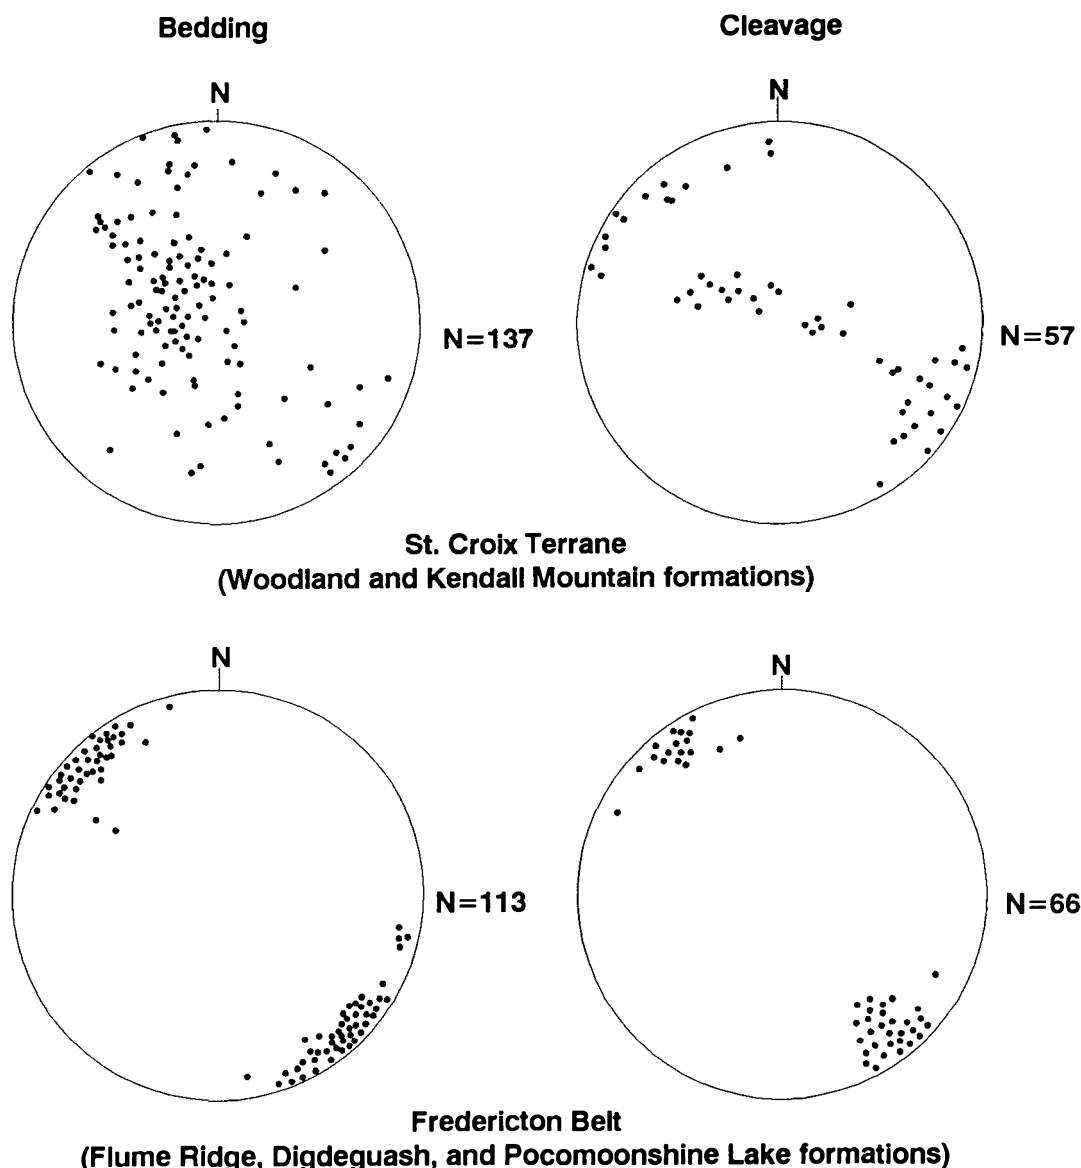 Bedding
Cleavage
N
N
N=137
N=57
St. Croix Terrane
(Woodland and Kendall Mountain formations)
N
N
N=113
N=66
Fredericton Belt
(Flume Ridge, Digdeguash, and Pocomoonshine Lake formations)